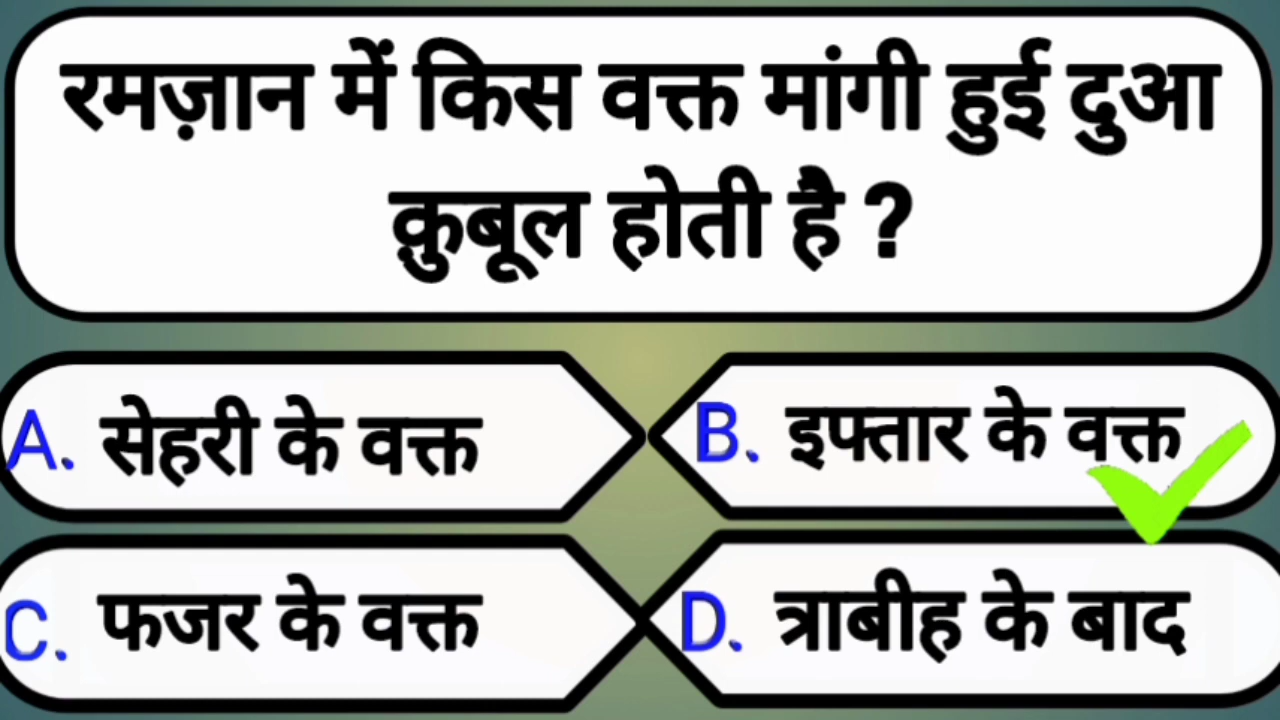 रमज़ान में किस वक्त मांगी हुई दुआ
क़ुबूल होती है ?
A. सेहरी के वक्त
B. इफ्तार के वक्त
C. फजर के वक्त
D. त्राबीह के बाद